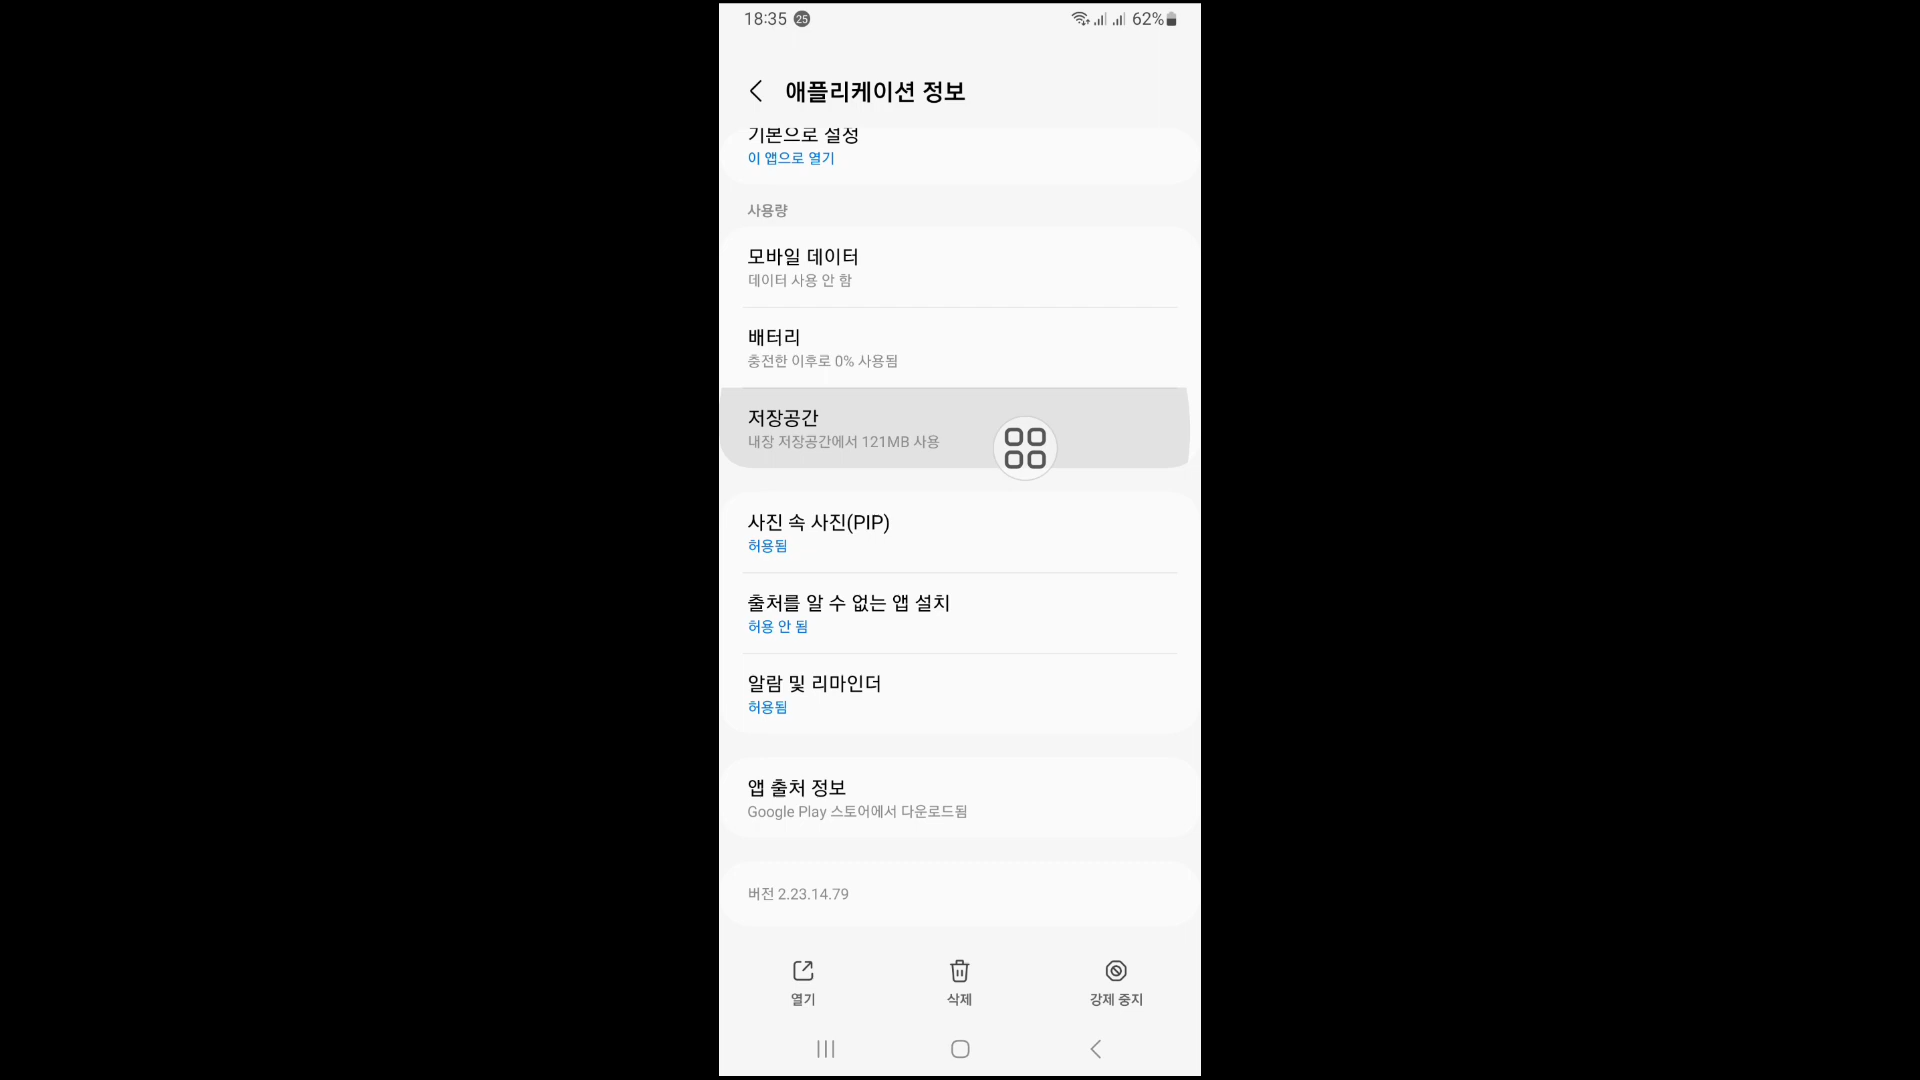 18:35 25 62%
애플리케이션 정보
기본으로 설정
이 앱으로 열기
사용량
모바일 데이터
데이터 사용 안 함
배터리
충전한 이후로 0% 사용됨
저장공간
내장 저장공간에서 121MB 사용
사진 속 사진(PIP)
허용됨
출처를 알 수 없는 앱 설치
허용 안 됨
알람 및 리마인더
허용됨
앱 출처 정보
Google Play 스토어에서 다운로드됨
버전 2.23.14.79
열기 삭제 강제 중지